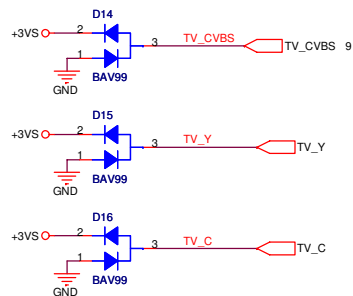 D14
+3VS 2 3 TV_CVBS TV_CVBS 9
1
GND BAV99
D15
+3VS 2 3 TV_Y TV_Y
1
GND BAV99
D16
+3VS 2 3 TV_C TV_C
1
GND BAV99